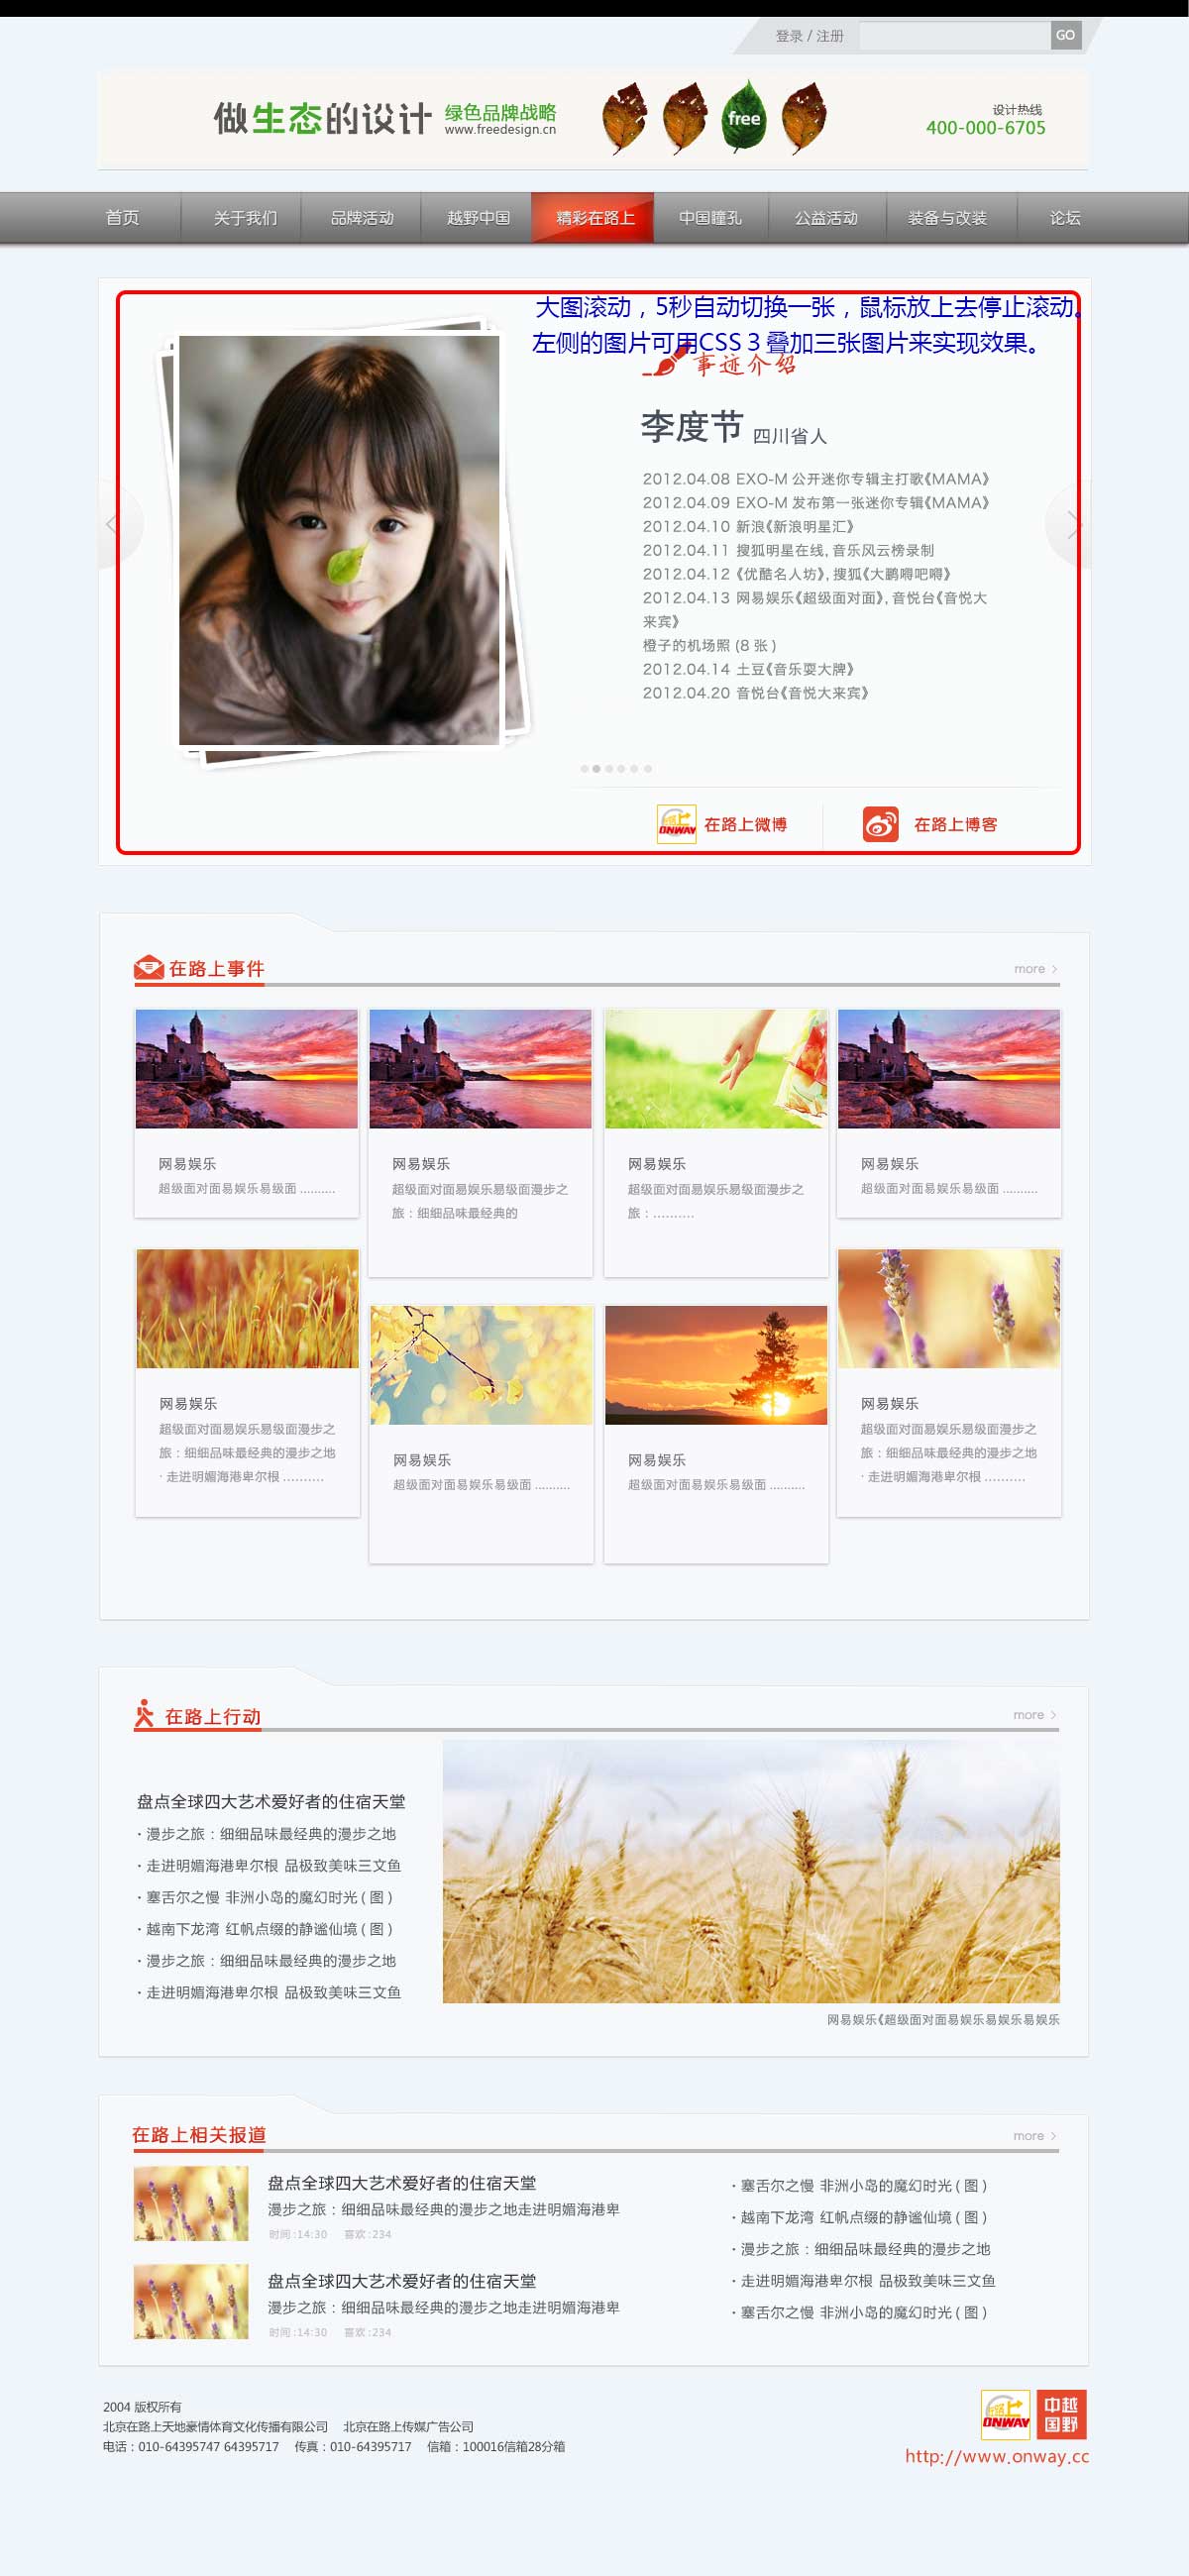 登录 / 注册
GO
做生态的设计
绿色品牌战略
www.freedesign.cn
free
设计热线
400-000-6705
首页
关于我们
品牌活动
越野中国
精彩在路上
中国瞳孔
公益活动
装备与改装
论坛
大图滚动，5秒自动切换一张，鼠标放上去停止滚动。
左侧的图片可用CSS 3 叠加三张图片来实现效果。
事迹介绍
李度节 四川省人
2012.04.08 EXO-M 公开迷你专辑主打歌《MAMA》
2012.04.09 EXO-M 发布第一张迷你专辑《MAMA》
2012.04.10 新浪《新浪明星汇》
2012.04.11 搜狐明星在线, 音乐风云榜录制
2012.04.12 《优酷名人坊》, 搜狐《大鹏嘚吧嘚》
2012.04.13 网易娱乐《超级面对面》, 音悦台《音悦大
来宾》
橙子的机场照 (8 张 )
2012.04.14 土豆《音乐耍大牌》
2012.04.20 音悦台《音悦大来宾》
ONWAY
在路上微博
在路上博客
在路上事件
more >
网易娱乐
超级面对面易娱乐易级面 ..........
网易娱乐
超级面对面易娱乐易级面漫步之
旅：细细品味最经典的
网易娱乐
超级面对面易娱乐易级面漫步之
旅：..........
网易娱乐
超级面对面易娱乐易级面 ..........
网易娱乐
超级面对面易娱乐易级面漫步之
旅：细细品味最经典的漫步之地
· 走进明媚海港卑尔根 ..........
网易娱乐
超级面对面易娱乐易级面 ..........
网易娱乐
超级面对面易娱乐易级面 ..........
网易娱乐
超级面对面易娱乐易级面漫步之
旅：细细品味最经典的漫步之地
· 走进明媚海港卑尔根 ..........
在路上行动
more >
盘点全球四大艺术爱好者的住宿天堂
· 漫步之旅：细细品味最经典的漫步之地
· 走进明媚海港卑尔根 品极致美味三文鱼
· 塞舌尔之慢 非洲小岛的魔幻时光 ( 图 )
· 越南下龙湾 红帆点缀的静谧仙境 ( 图 )
· 漫步之旅：细细品味最经典的漫步之地
· 走进明媚海港卑尔根 品极致美味三文鱼
网易娱乐《超级面对面易娱乐易娱乐易娱乐
在路上相关报道
more >
盘点全球四大艺术爱好者的住宿天堂
漫步之旅：细细品味最经典的漫步之地走进明媚海港卑
时间 :14:30 喜欢 :234
盘点全球四大艺术爱好者的住宿天堂
漫步之旅：细细品味最经典的漫步之地走进明媚海港卑
时间 :14:30 喜欢 :234
· 塞舌尔之慢 非洲小岛的魔幻时光 ( 图 )
· 越南下龙湾 红帆点缀的静谧仙境 ( 图 )
· 漫步之旅：细细品味最经典的漫步之地
· 走进明媚海港卑尔根 品极致美味三文鱼
· 塞舌尔之慢 非洲小岛的魔幻时光 ( 图 )
2004 版权所有
北京在路上天地豪情体育文化传播有限公司 北京在路上传媒广告公司
电话：010-64395747 64395717 传真：010-64395717 信箱：100016信箱28分箱
ONWAY
中越
国野
http://www.onway.cc